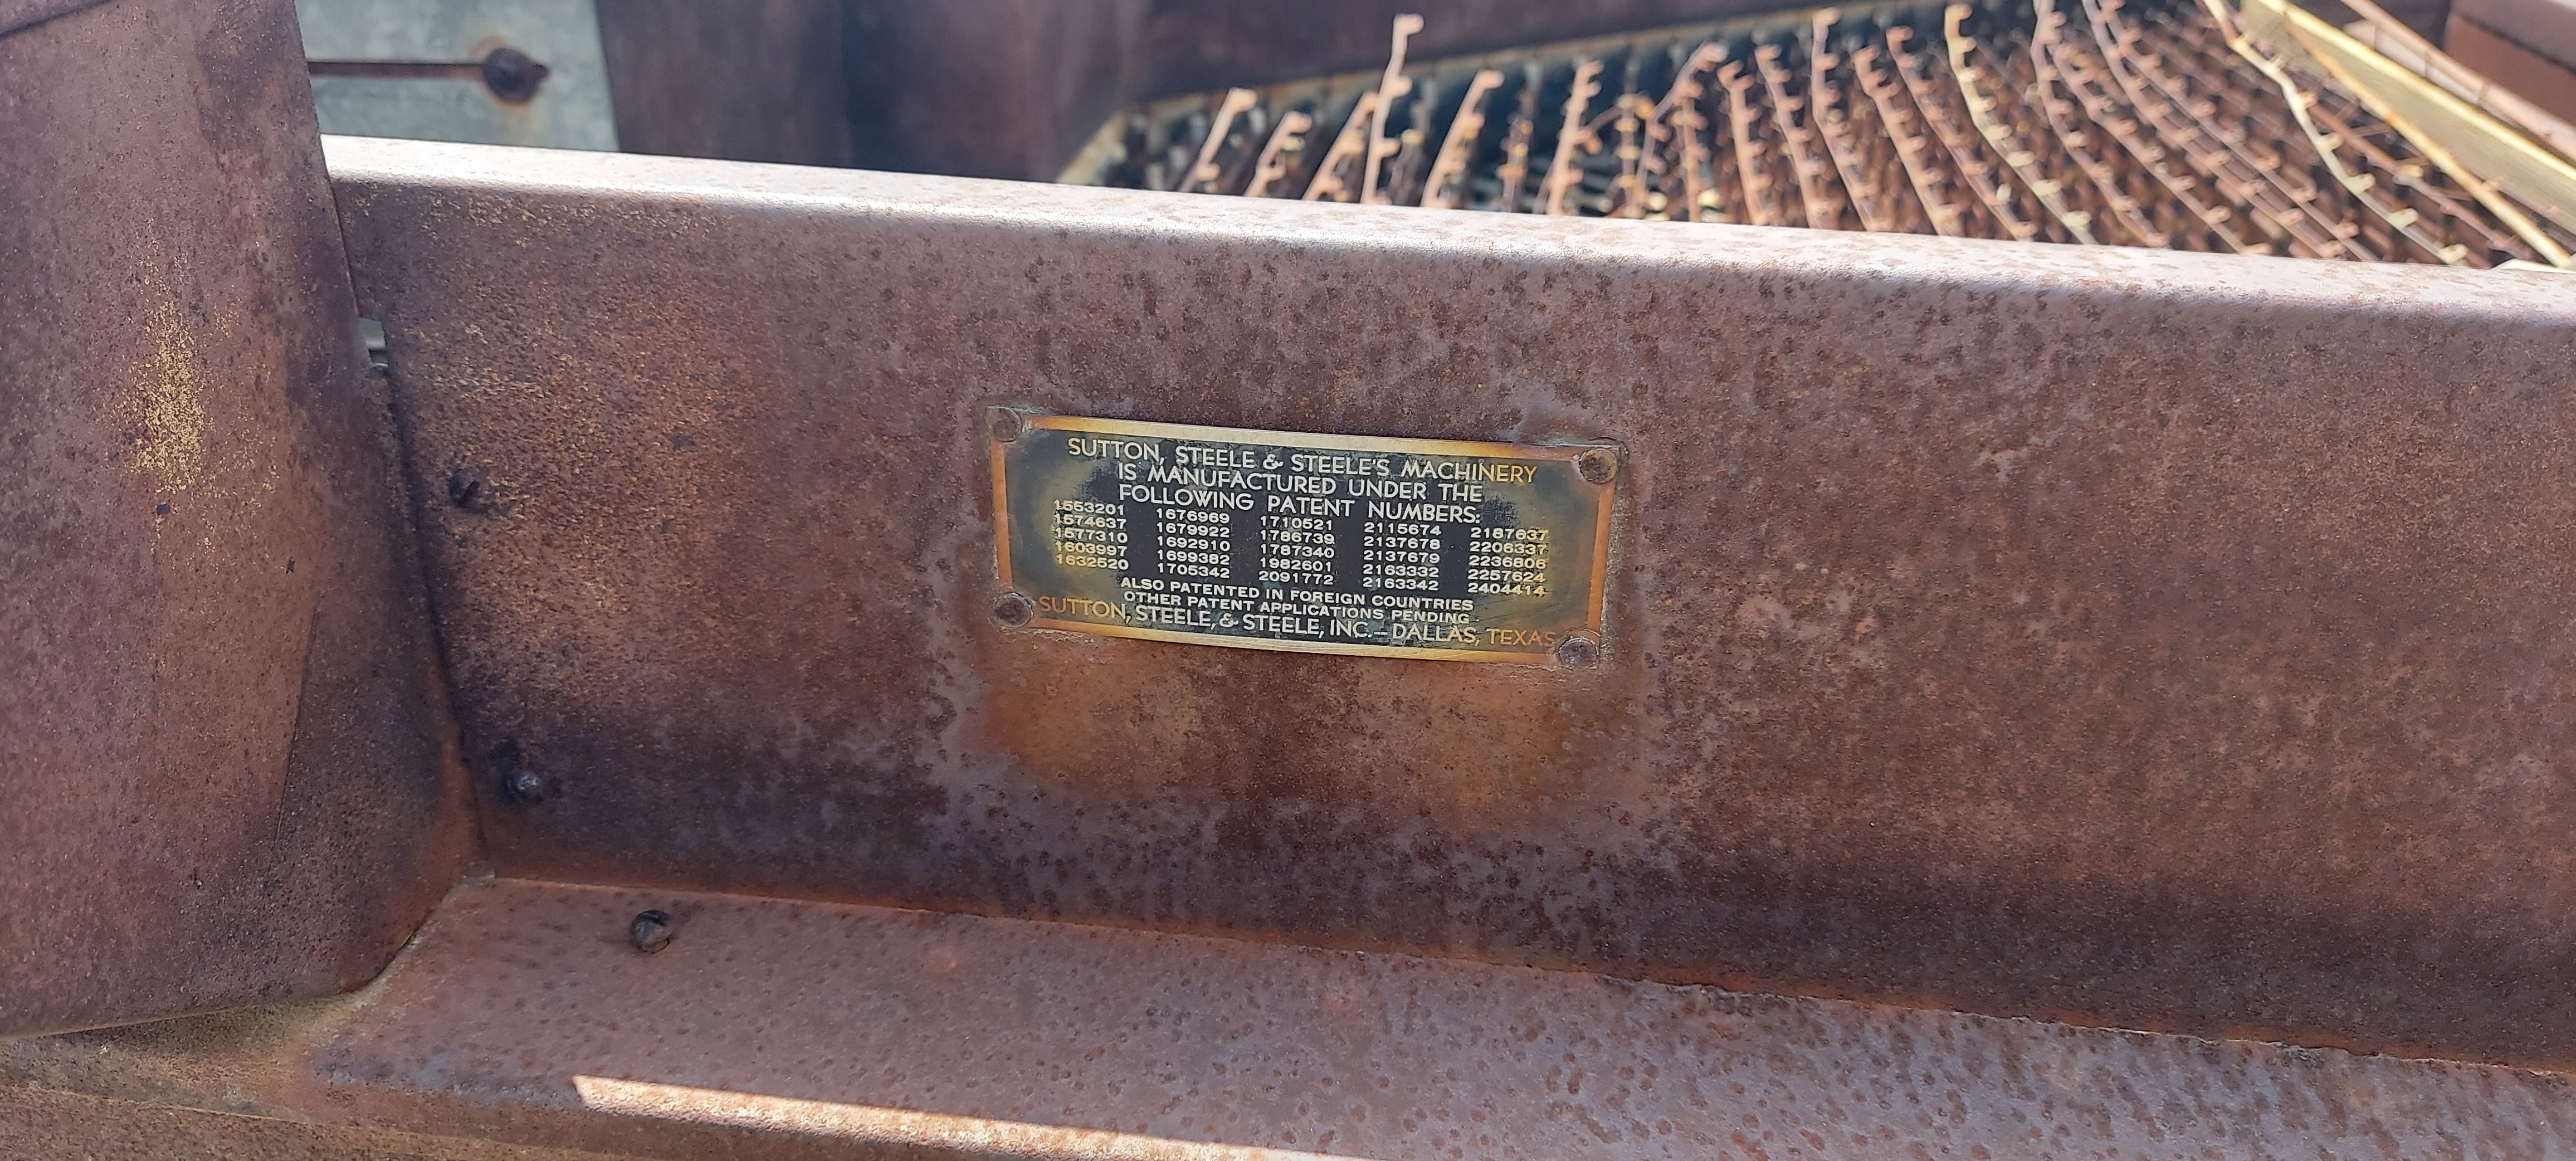 SUTTON, STEELE & STEELE'S MACHINERY
IS MANUFACTURED UNDER THE
FOLLOWING PATENT NUMBERS:
1553201 1676969 1710521 2115674 2187637
1574637 1679922 1786739 2137678 2206337
1577310 1692910 1787340 2137679 2236806
1603997 1699382 1982601 2163332 2257624
1632520 1705342 2091772 2163342 2404414
ALSO PATENTED IN FOREIGN COUNTRIES
OTHER PATENT APPLICATIONS PENDING.
SUTTON, STEELE, & STEELE, INC.— DALLAS, TEXAS